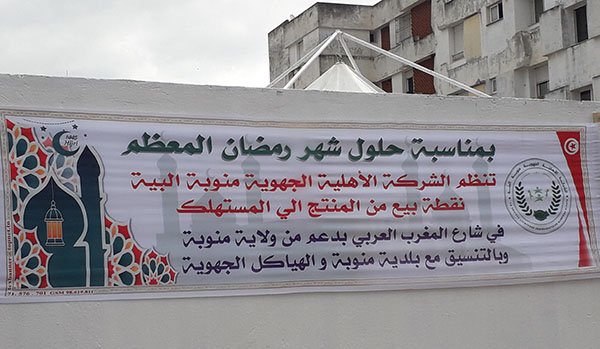 بمناسبة حلول شهر رمضان المعظم
تنظم الشركة الأهلية الجهوية منوبة البية
نقطة بيع من المنتج الي المستهلك
في شارع المغرب العربي بدعم من ولاية منوبة
وبالتنسيق مع بلدية منوبة و الهياكل الجهوية